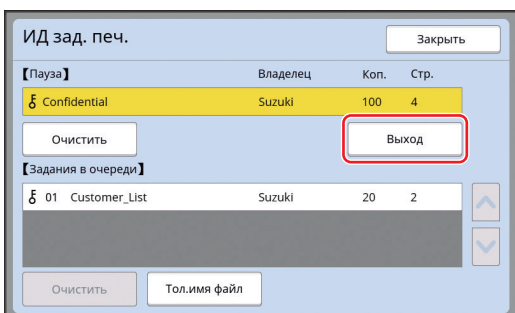 ИД зад. печ. Закрыть
【Пауза】 Владелец Коп. Стр.
Confidential Suzuki 100 4
Очистить Выход
【Задания в очереди】
01 Customer_List Suzuki 20 2
Очистить Тол.имя файл